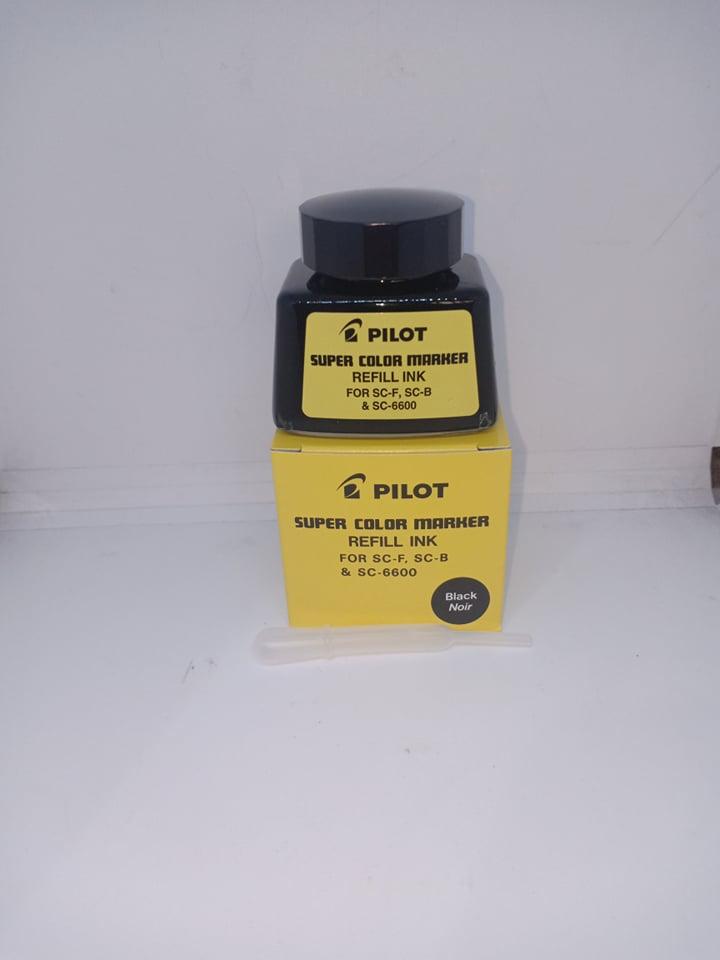 PILOT
SUPER COLOR MARKER
REFILL INK
FOR SC-F, SC-B
& SC-6600
PILOT
SUPER COLOR MARKER
REFILL INK
FOR SC-F, SC-B
& SC-6600
Black
Noir